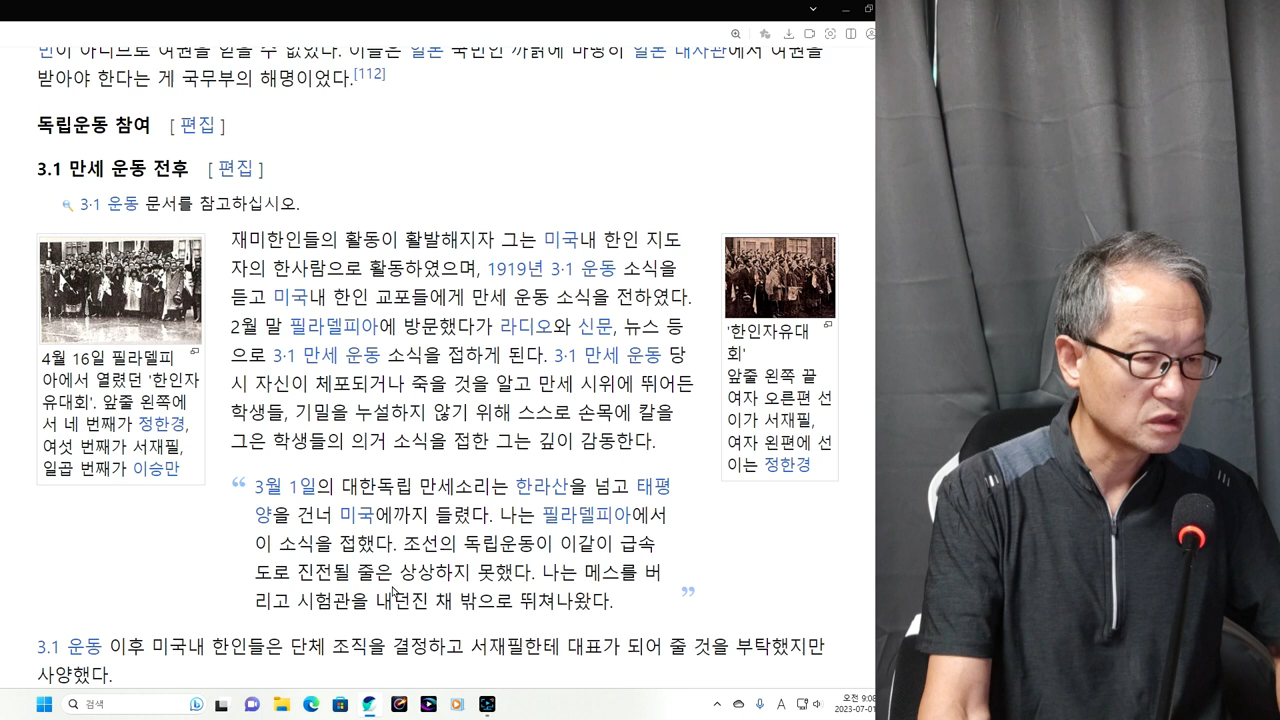 민이 아니므로 여권을 얻을 수 없었다. 이들은 일본 국민인 까닭에 마땅히 일본 대사관에서 여권을
받아야 한다는 게 국무부의 해명이었다.[112]
독립운동 참여 [ 편집 ]
3.1 만세 운동 전후 [ 편집 ]
3·1 운동 문서를 참고하십시오.
4월 16일 필라델피
아에서 열렸던 '한인자
유대회'. 앞줄 왼쪽에
서 네 번째가 정한경,
여섯 번째가 서재필,
일곱 번째가 이승만
재미한인들의 활동이 활발해지자 그는 미국내 한인 지도
자의 한사람으로 활동하였으며, 1919년 3·1 운동 소식을
듣고 미국내 한인 교포들에게 만세 운동 소식을 전하였다.
2월 말 필라델피아에 방문했다가 라디오와 신문, 뉴스 등
으로 3·1 만세 운동 소식을 접하게 된다. 3·1 만세 운동 당
시 자신이 체포되거나 죽을 것을 알고 만세 시위에 뛰어든
학생들, 기밀을 누설하지 않기 위해 스스로 손목에 칼을
그은 학생들의 의거 소식을 접한 그는 깊이 감동한다.
“ 3월 1일의 대한독립 만세소리는 한라산을 넘고 태평
양을 건너 미국에까지 들렸다. 나는 필라델피아에서
이 소식을 접했다. 조선의 독립운동이 이같이 급속
도로 진전될 줄은 상상하지 못했다. 나는 메스를 버
리고 시험관을 내던진 채 밖으로 뛰쳐나왔다. ”
'한인자유대
회'
앞줄 왼쪽 끝
여자 오른편 선
이가 서재필,
여자 왼편에 선
이는 정한경
3.1 운동 이후 미국내 한인들은 단체 조직을 결정하고 서재필한테 대표가 되어 줄 것을 부탁했지만
사양했다.
검색
A
오전 9:08
2023-07-01